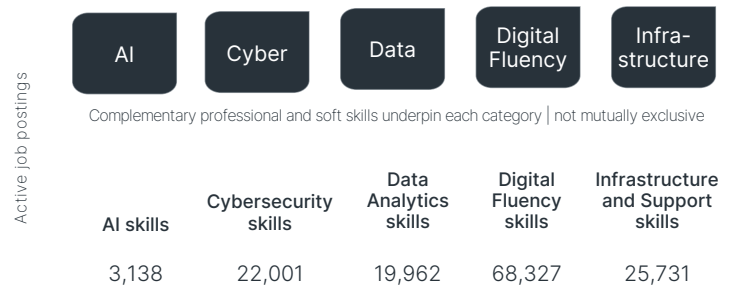 AI
Cyber
Data
Digital
Fluency
Infra-
structure
Complementary professional and soft skills underpin each category | not mutually exclusive
Active job postings
AI skills
Cybersecurity
skills
Data
Analytics
skills
Digital
Fluency
skills
Infrastructure
and Support
skills
3,138
22,001
19,962
68,327
25,731